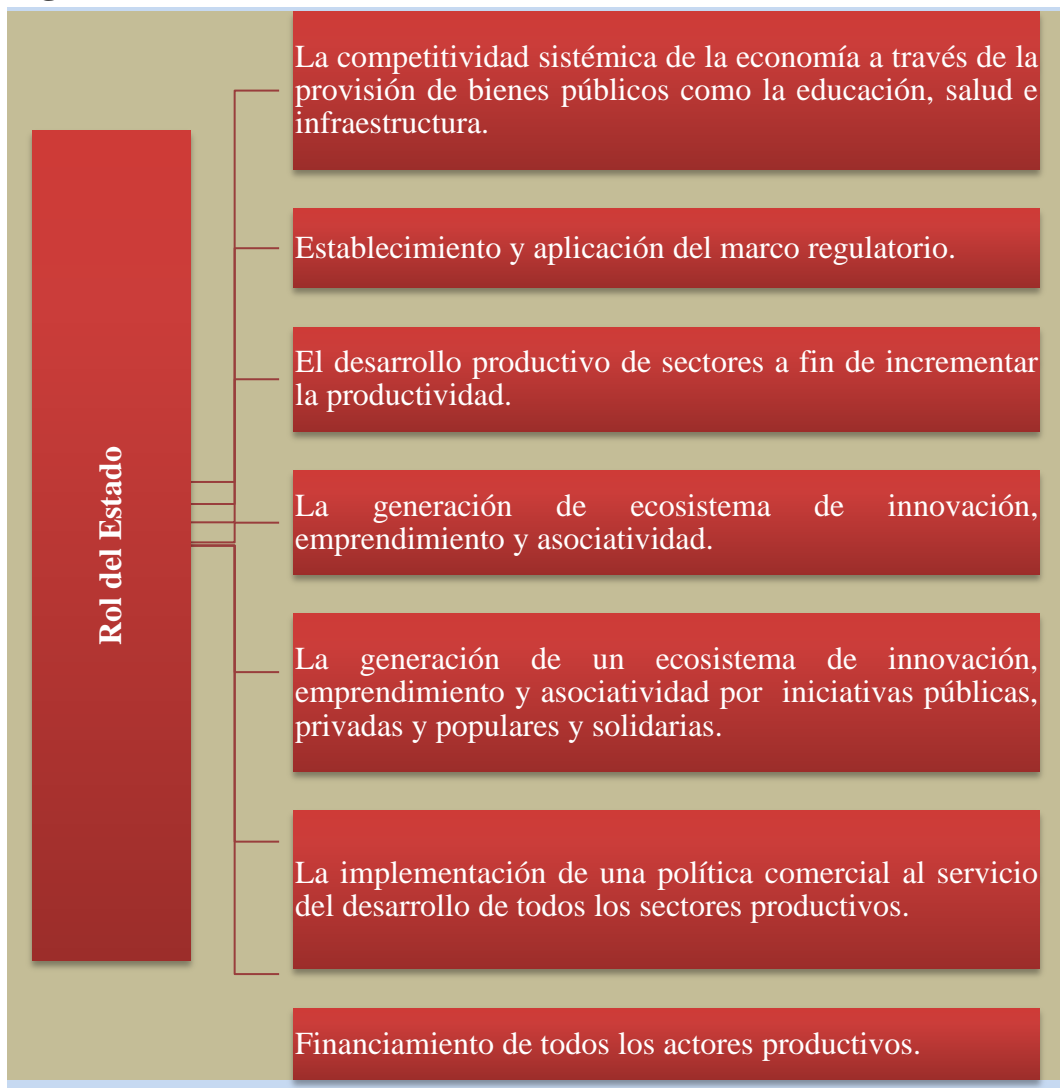 La competitividad sistémica de la economía a través de la
provisión de bienes públicos como la educación, salud e
infraestructura.
Establecimiento y aplicación del marco regulatorio.
El desarrollo productivo de sectores a fin de incrementar
la productividad.
Rol del Estado
La generación de ecosistema de innovación,
emprendimiento y asociatividad.
La generación de un ecosistema de innovación,
emprendimiento y asociatividad por iniciativas públicas,
privadas y populares y solidarias.
La implementación de una política comercial al servicio
del desarrollo de todos los sectores productivos.
Financiamiento de todos los actores productivos.